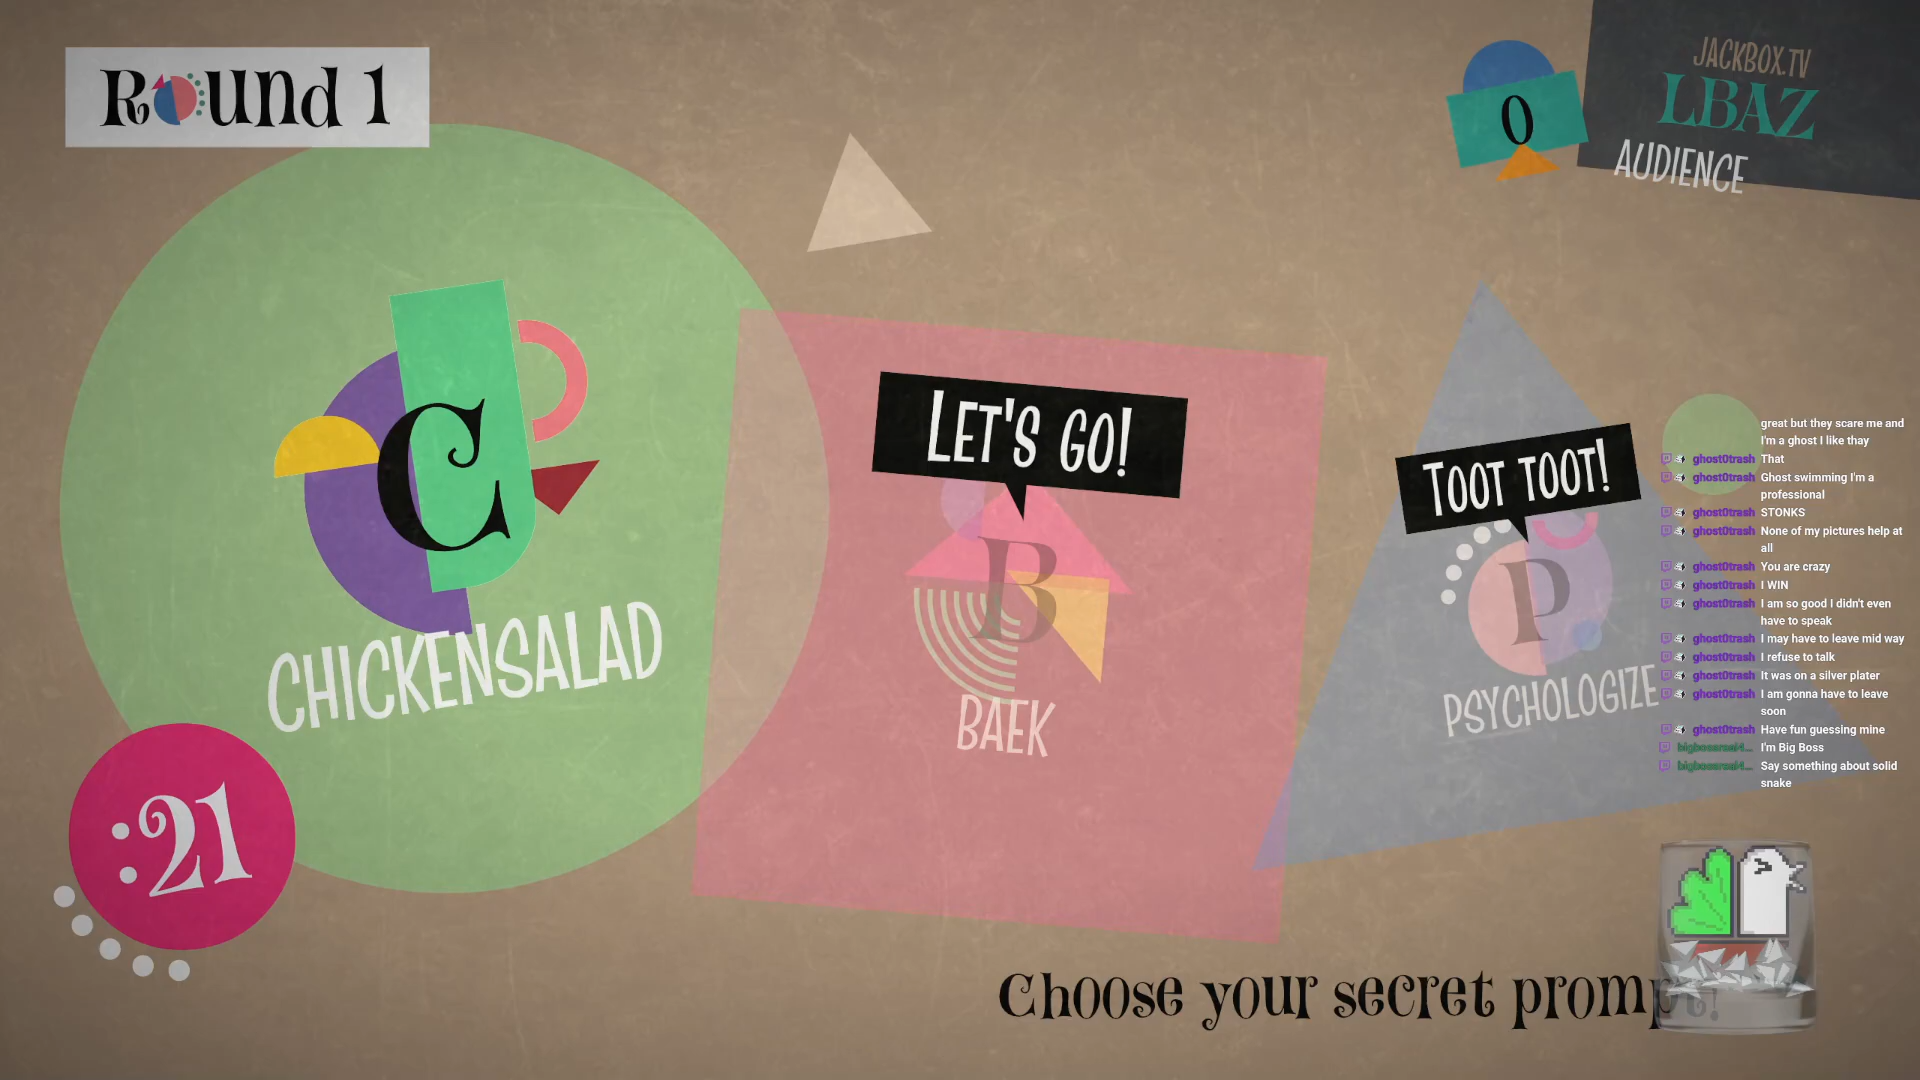 Round 1
0
JACKBOX.TV
LBAZ
AUDIENCE
C
CHICKENSALAD
LET'S GO!
B
BAEK
TOOT TOOT!
P
PSYCHOLOGIZE
:21
great but they scare me and
I'm a ghost I like thay
ghost0trash That
ghost0trash Ghost swimming I'm a
professional
ghost0trash STONKS
ghost0trash None of my pictures help at
all
ghost0trash You are crazy
ghost0trash I WIN
ghost0trash I am so good I didn't even
have to speak
ghost0trash I may have to leave mid way
ghost0trash I refuse to talk
ghost0trash It was on a silver plater
ghost0trash I am gonna have to leave
soon
ghost0trash Have fun guessing mine
I'm Big Boss
Say something about solid
snake
Choose your secret prompt!